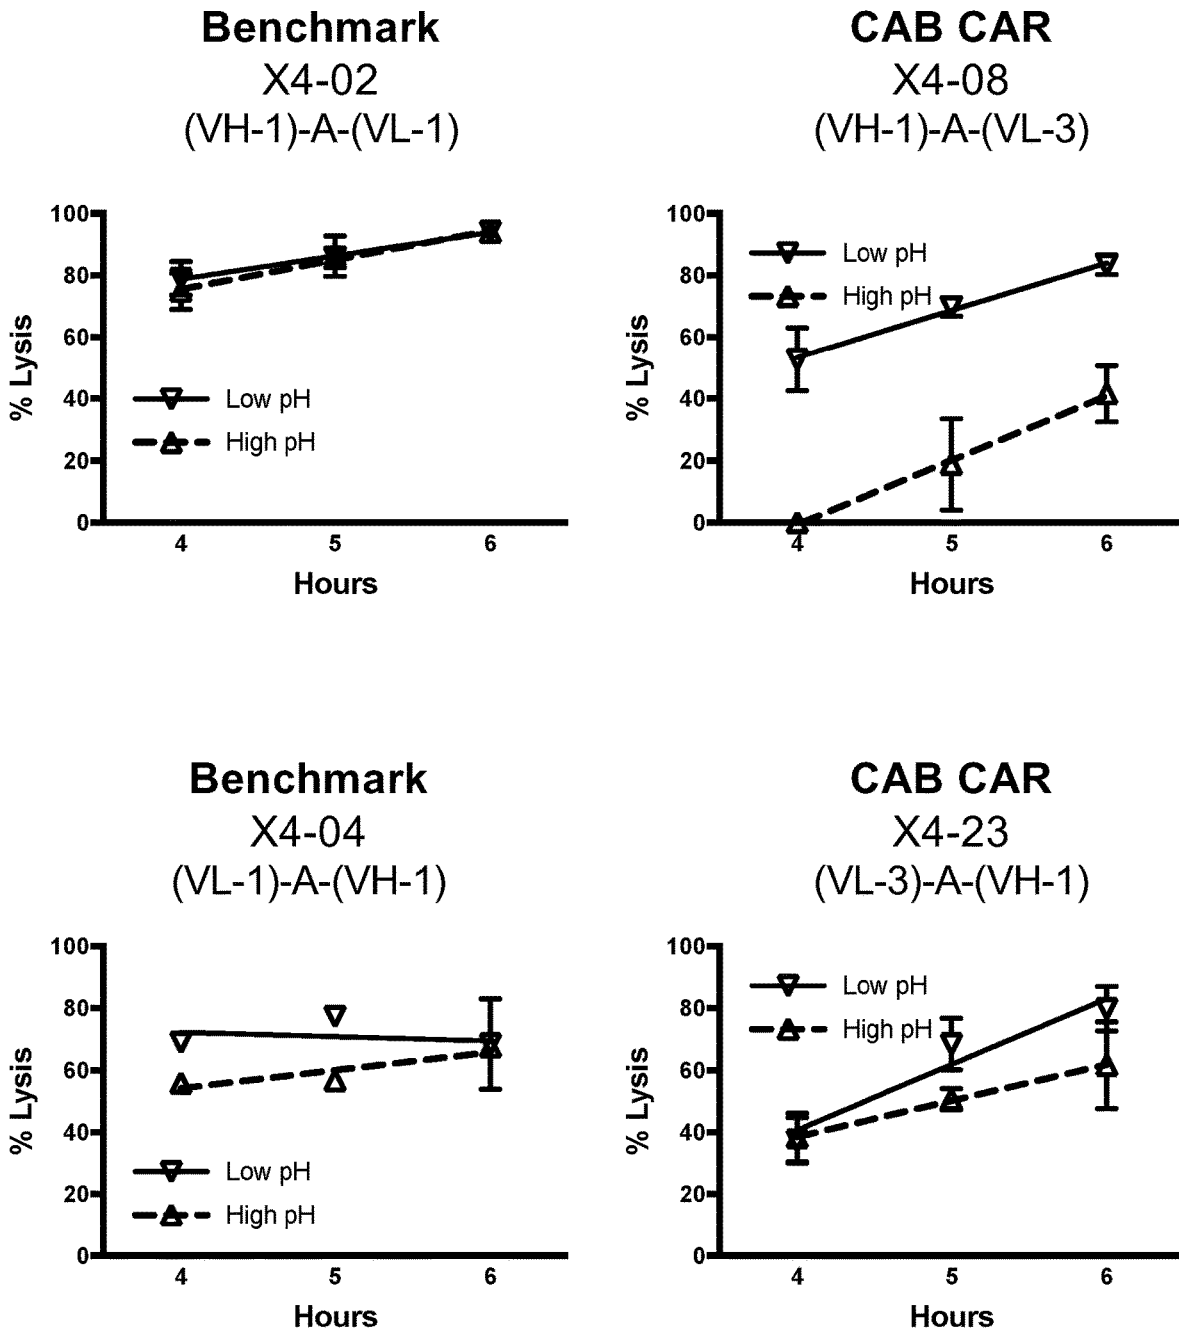 Benchmark
X4-02
(VH-1)-A-(VL-1)
100
80
60
40
20
0
% Lysis
Low pH
High pH
4 5 6
Hours
CAB CAR
X4-08
(VH-1)-A-(VL-3)
100
80
60
40
20
0
% Lysis
Low pH
High pH
4 5 6
Hours
Benchmark
X4-04
(VL-1)-A-(VH-1)
100
80
60
40
20
0
% Lysis
Low pH
High pH
4 5 6
Hours
CAB CAR
X4-23
(VL-3)-A-(VH-1)
100
80
60
40
20
0
% Lysis
Low pH
High pH
4 5 6
Hours